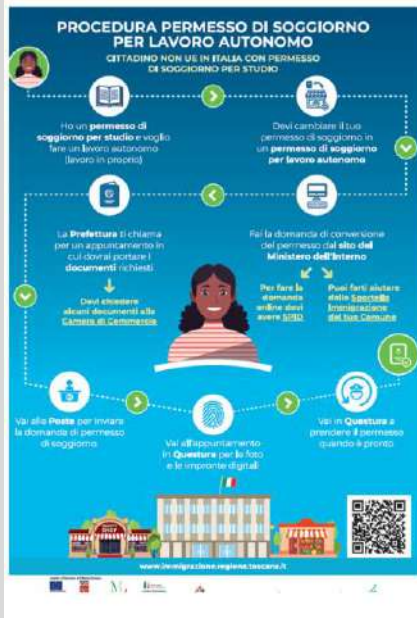 PROCEDURA PERMESSO DI SOGGIORNO
PER LAVORO AUTONOMO
CITTADINO NON UE IN ITALIA CON PERMESSO
DI SOGGIORNO PER STUDIO
Ho un permesso di
soggiorno per studio e voglio
fare un lavoro autonomo
(lavoro in proprio)
Devi cambiare il tuo
permesso di soggiorno in
un permesso di soggiorno
per lavoro autonomo
Fai la domanda di conversione
del permesso dal sito del
Ministero dell'Interno
Per fare la
domanda
online devi
avere SPID
Puoi farti aiutare
dallo Sportello
Immigrazione
del tuo Comune
La Prefettura ti chiama
per un appuntamento in
cui dovrai portare i
documenti richiesti
Devi chiedere
alcuni documenti alla
Camera di Commercio
Vai alle Poste per inviare
la domanda di permesso
di soggiorno
Vai all'appuntamento
in Questura per la foto
e le impronte digitali
Vai in Questura a
prendere il permesso
quando è pronto
SHOP
www.immigrazione.regione.toscana.it